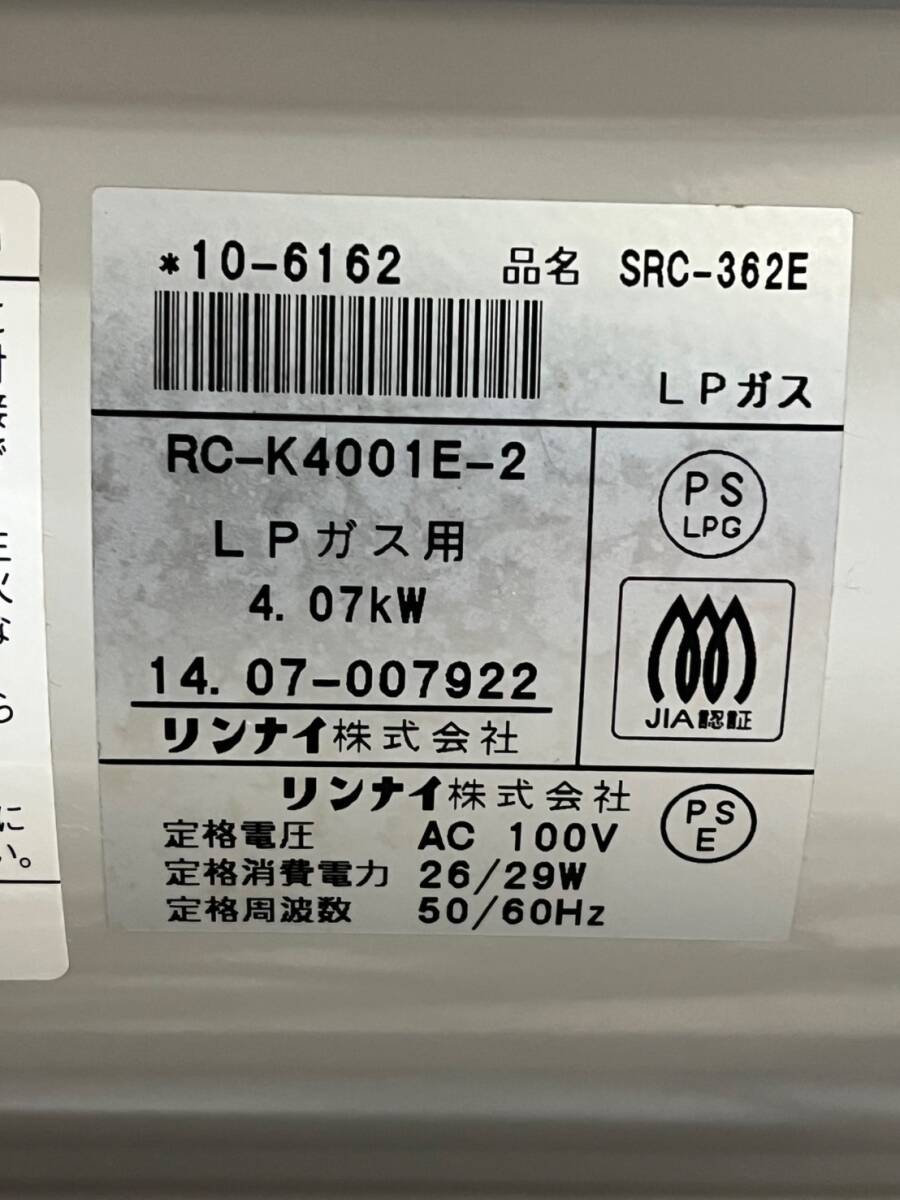 *10-6162 品名 SRC-362E
LPガス
RC-K4001E-2
LPガス用
4.07kW
14.07-007922
リンナイ株式会社
PS
LPG
JIA認証
リンナイ株式会社
定格電圧 AC 100V
定格消費電力 26/29W
定格周波数 50/60Hz
PS
E
に
い。